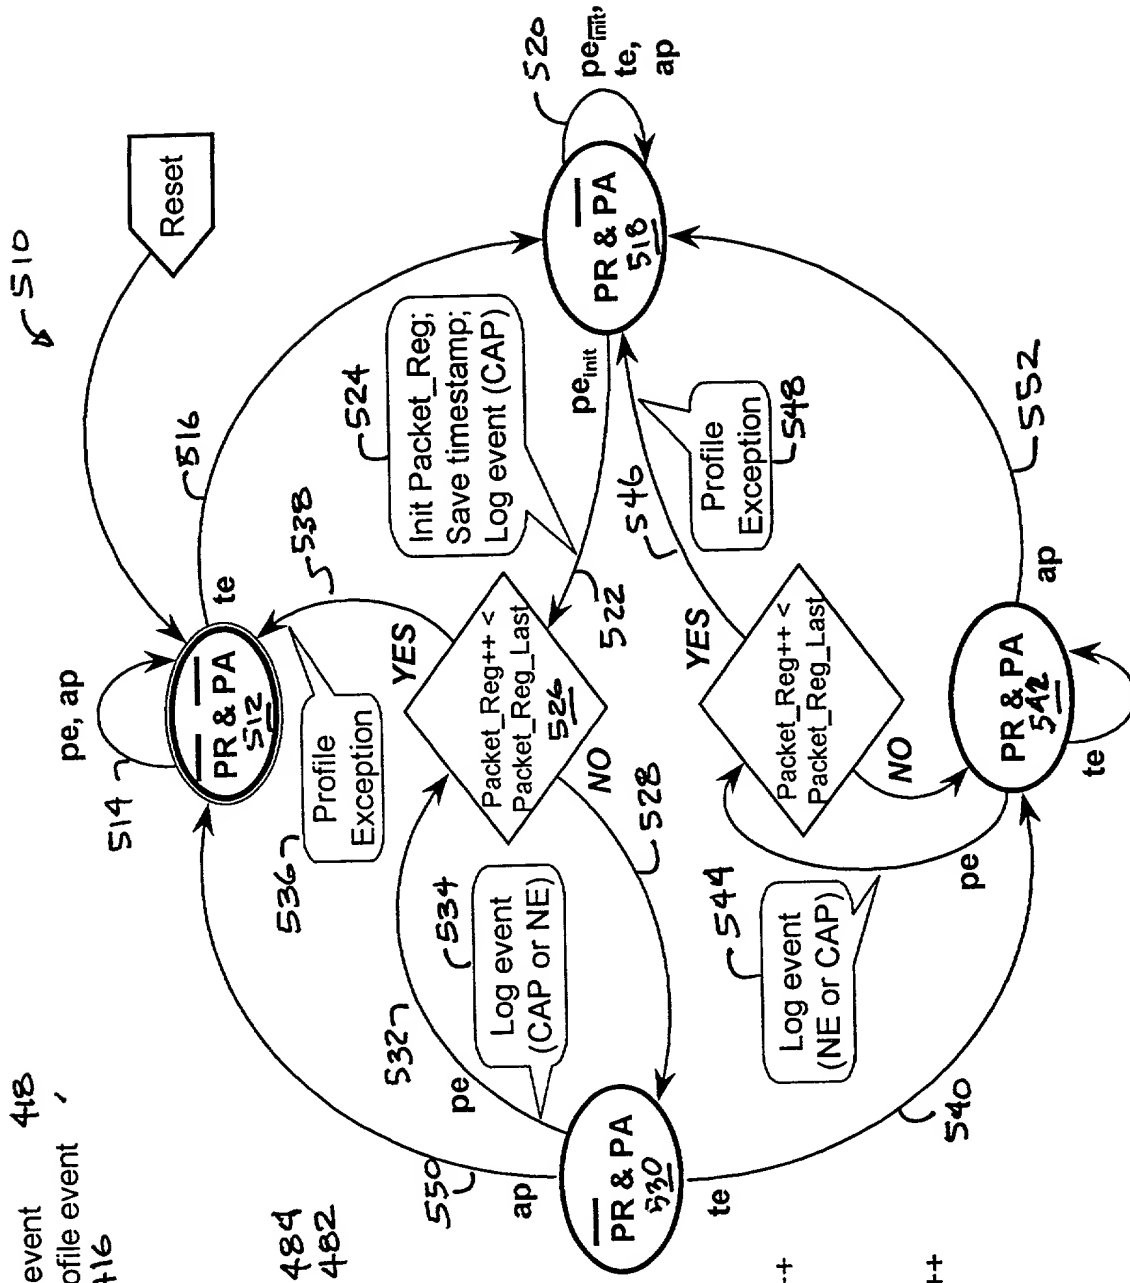 510
Reset
pe, ap
514
PR & PA
512
te
516
538
536
Profile
Exception
524
Init Packet_Reg;
Save timestamp;
Log event (CAP)
520
pe init,
te,
ap
PR & PA
518
pe init
522
YES
Packet_Reg++ <
Packet_Reg_Last
526
NO
528
532
534
Log event
(CAP or NE)
pe
550
ap
PR & PA
530
te
540
546
Profile
Exception
548
YES
Packet_Reg++ <
Packet_Reg_Last
NO
544
Log event
(NE or CAP)
pe
PR & PA
542
te
ap
552
event 418
ofile event ,
484
482
++